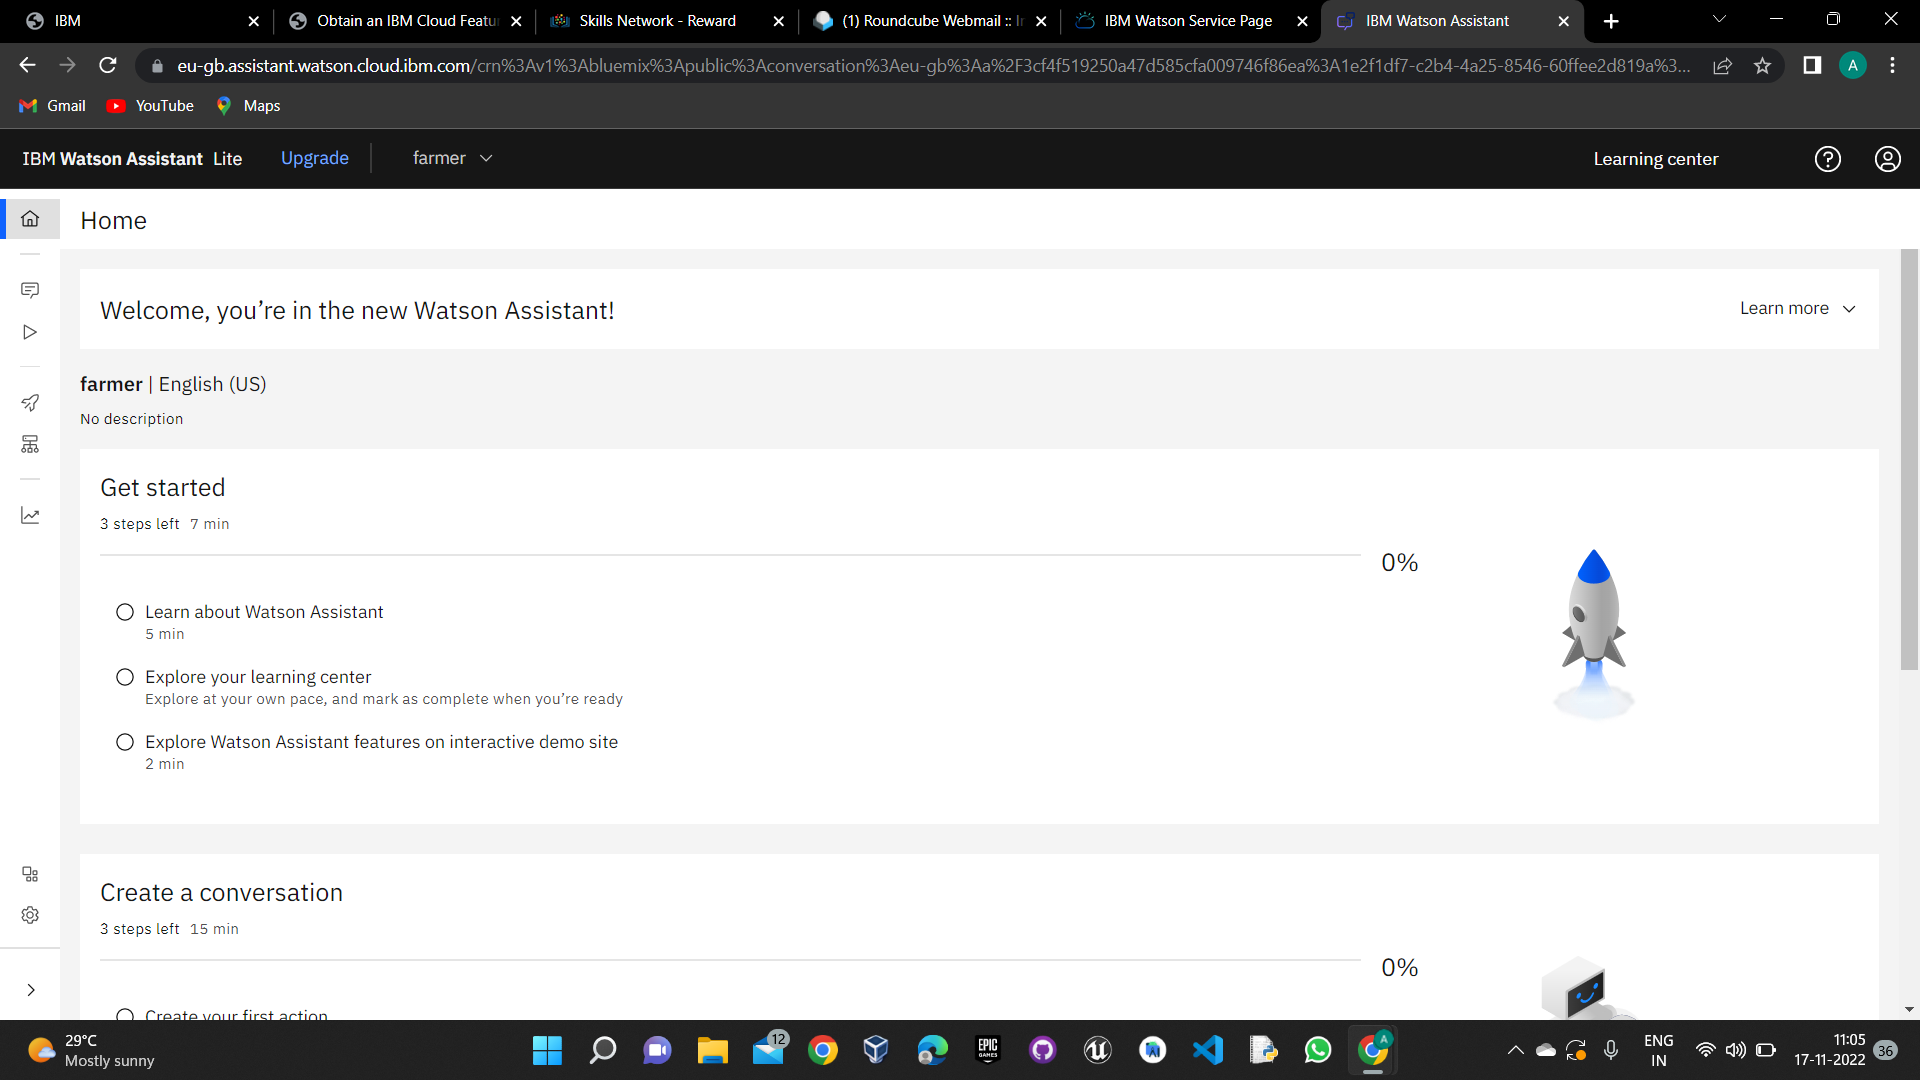 IBM
Obtain an IBM Cloud Featu
Skills Network - Reward
(1) Roundcube Webmail :: I
IBM Watson Service Page
IBM Watson Assistant
eu-gb.assistant.watson.cloud.ibm.com/crn%3Av1%3Abluemix%3Apublic%3Aconversation%3Aeu-gb%3Aa%2F3cf4f519250a47d585cfa009746f86ea%3A1e2f1df7-c2b4-4a25-8546-60ffee2d819a%3...
A
Gmail
YouTube
Maps
IBM Watson Assistant Lite
Upgrade
farmer
Learning center
Home
Welcome, you’re in the new Watson Assistant!
Learn more
farmer | English (US)
No description
Get started
3 steps left 7 min
0%
Learn about Watson Assistant
5 min
Explore your learning center
Explore at your own pace, and mark as complete when you’re ready
Explore Watson Assistant features on interactive demo site
2 min
Create a conversation
3 steps left 15 min
0%
Create your first action
29°C
Mostly sunny
12
EPIC
GAMES
A
ENG
IN
11:05
17-11-2022
36